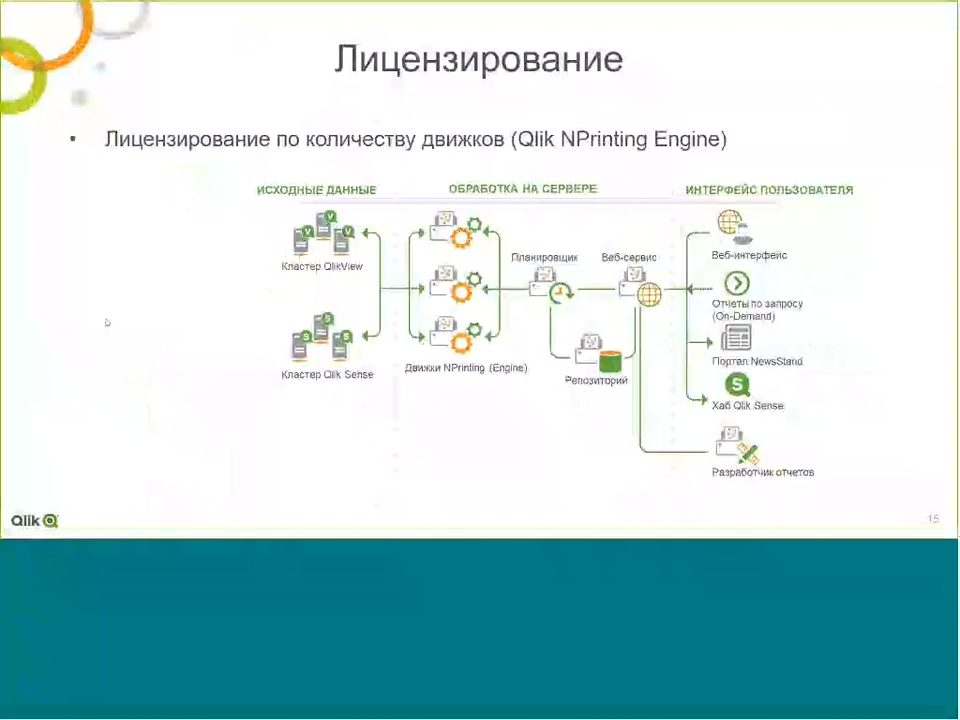 Лицензирование
• Лицензирование по количеству движков (Qlik NPrinting Engine)
ИСХОДНЫЕ ДАННЫЕ
ОБРАБОТКА НА СЕРВЕРЕ
ИНТЕРФЕЙС ПОЛЬЗОВАТЕЛЯ
Кластер QlikView
Кластер Qlik Sense
Движки NPrinting (Engine)
Планировщик
Веб-сервис
Репозиторий
Веб-интерфейс
Отчеты по запросу
(On-Demand)
Портал NewsStand
Хаб Qlik Sense
Разработчик отчетов
Qlik
15